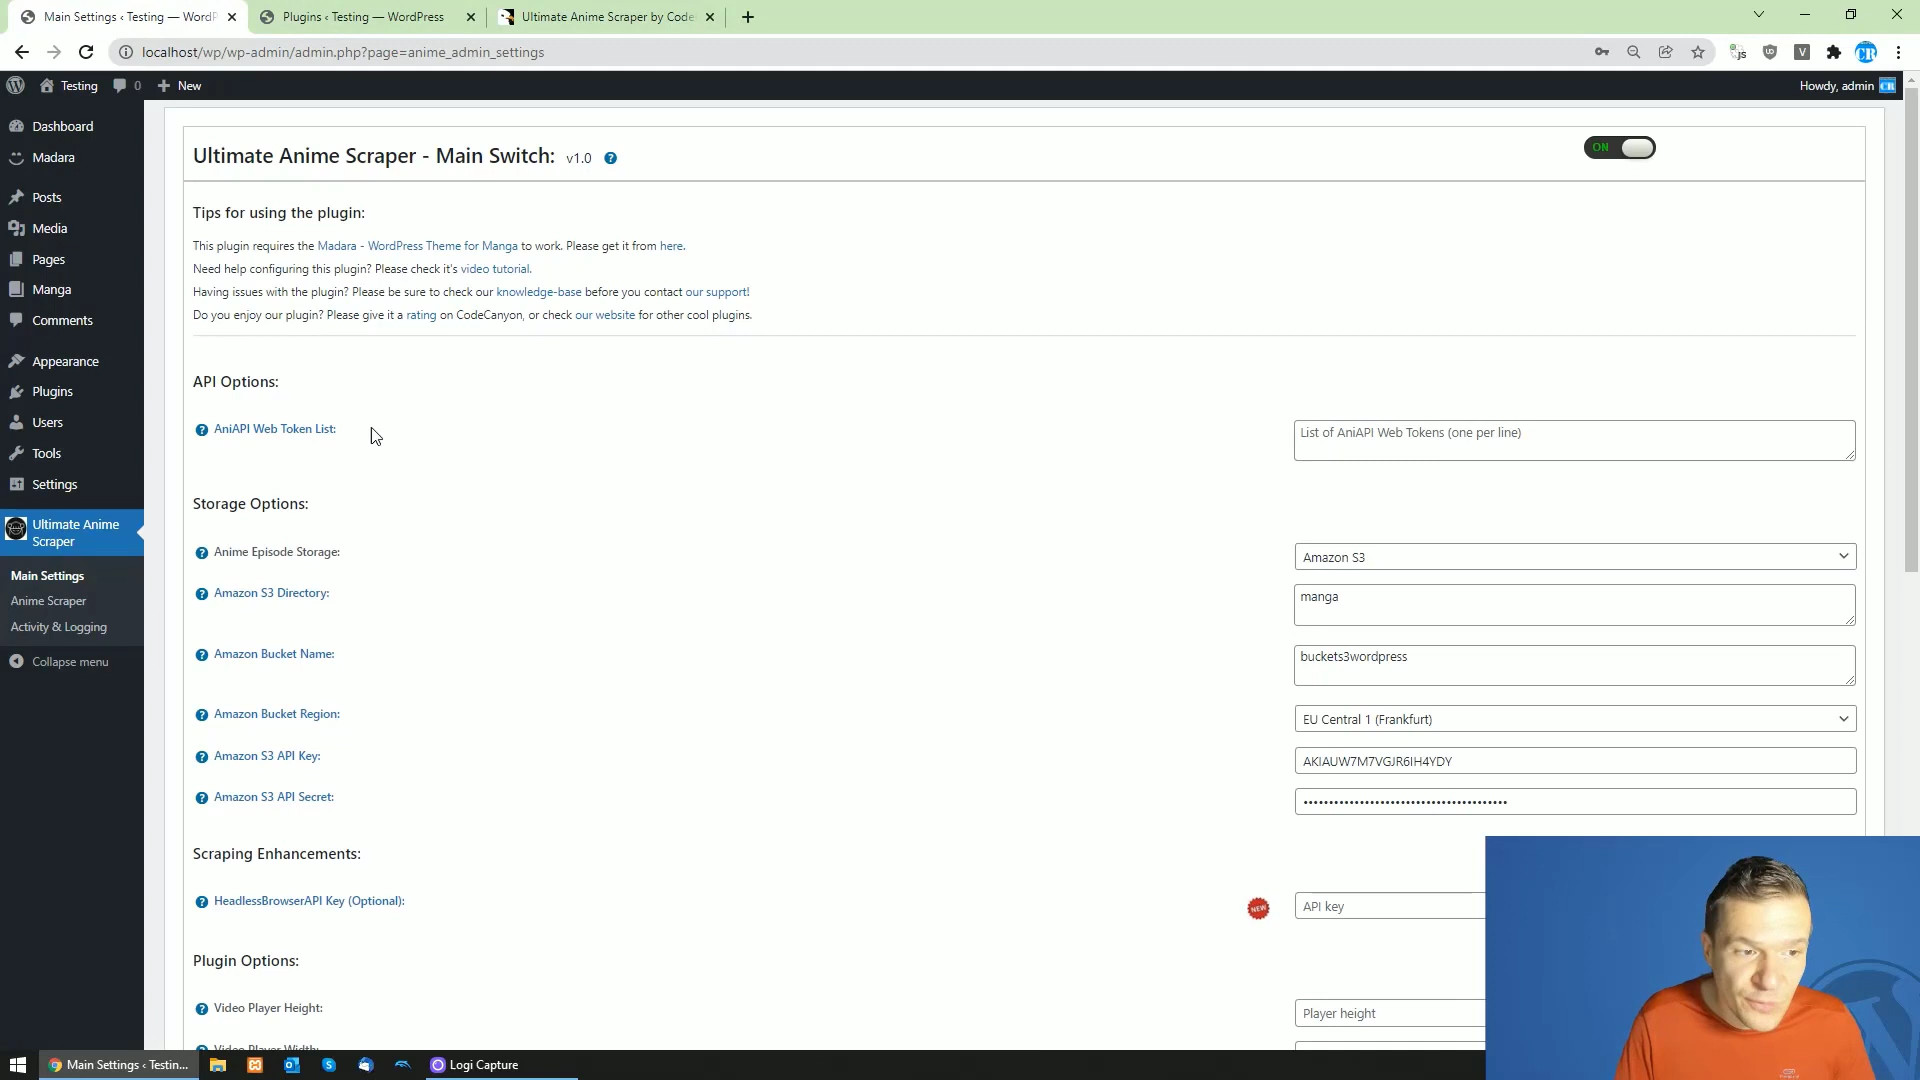 Main Settings ‹ Testing — WordP
Plugins ‹ Testing — WordPress
Ultimate Anime Scraper by Code
localhost/wp/wp-admin/admin.php?page=anime_admin_settings
Testing
0
New
Howdy, admin
CR
Dashboard
Madara
Posts
Media
Pages
Manga
Comments
Appearance
Plugins
Users
Tools
Settings
Ultimate Anime
Scraper
Main Settings
Anime Scraper
Activity & Logging
Collapse menu
Ultimate Anime Scraper - Main Switch: v1.0
ON
Tips for using the plugin:
This plugin requires the Madara - WordPress Theme for Manga to work. Please get it from here.
Need help configuring this plugin? Please check it's video tutorial.
Having issues with the plugin? Please be sure to check our knowledge-base before you contact our support!
Do you enjoy our plugin? Please give it a rating on CodeCanyon, or check our website for other cool plugins.
API Options:
AniAPI Web Token List:
List of AniAPI Web Tokens (one per line)
Storage Options:
Anime Episode Storage:
Amazon S3
Amazon S3 Directory:
manga
Amazon Bucket Name:
buckets3wordpress
Amazon Bucket Region:
EU Central 1 (Frankfurt)
Amazon S3 API Key:
AKIAUW7M7VGJR6IH4YDY
Amazon S3 API Secret:
Scraping Enhancements:
HeadlessBrowserAPI Key (Optional):
NEW
API key
Plugin Options:
Video Player Height:
Player height
Video Player Width:
Main Settings ‹ Testin...
Logi Capture